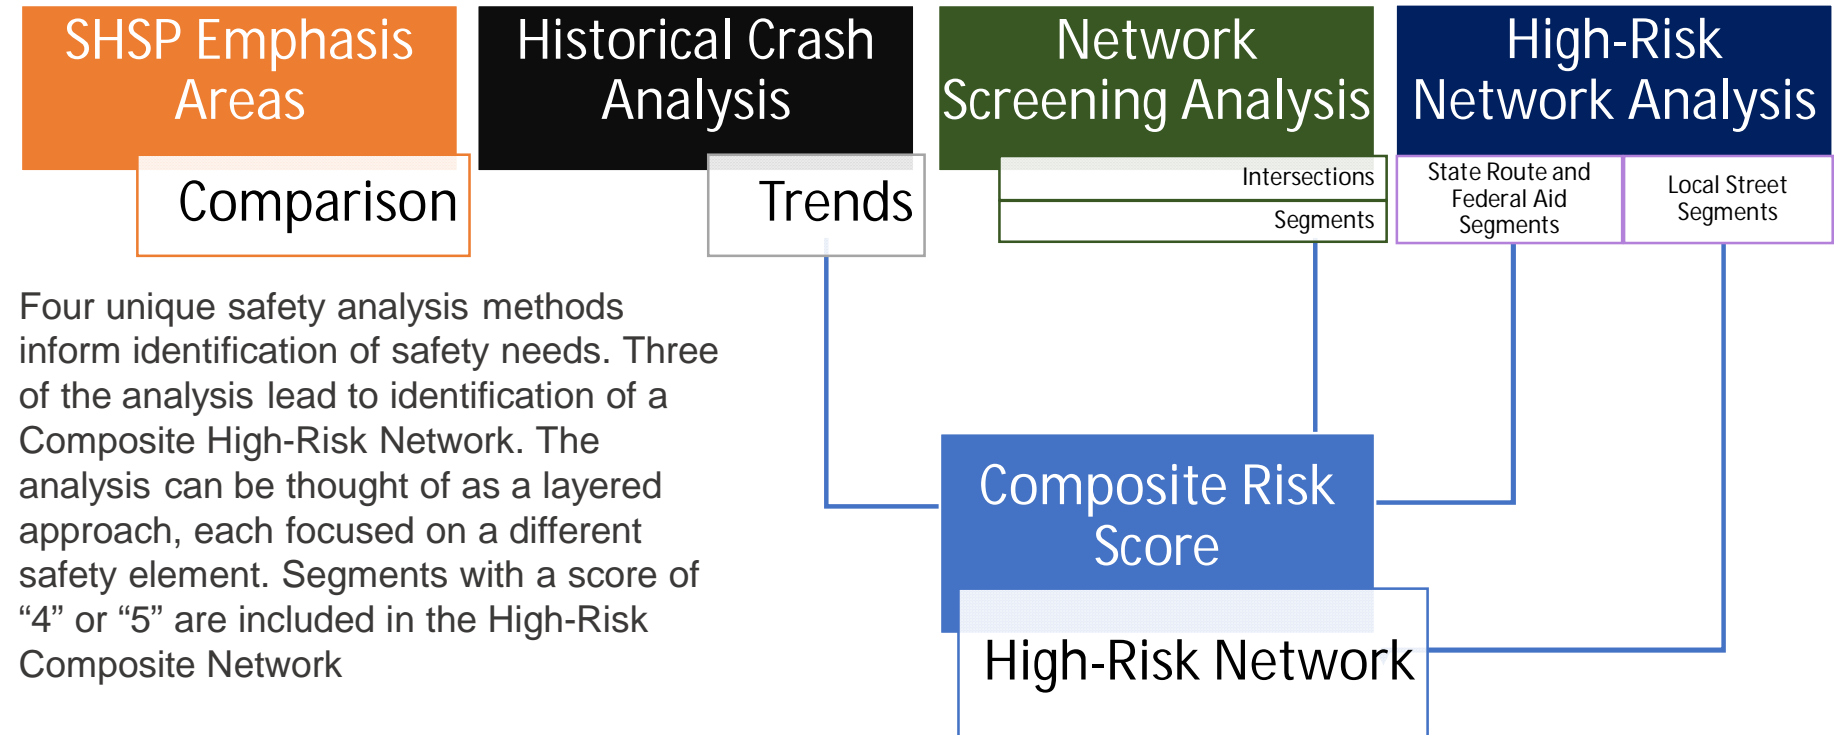 SHSP Emphasis
Areas
Comparison
Historical Crash
Analysis
Trends
Network
Screening Analysis
Intersections
Segments
High-Risk
Network Analysis
State Route and
Federal Aid
Segments
Local Street
Segments
Four unique safety analysis methods
inform identification of safety needs. Three
of the analysis lead to identification of a
Composite High-Risk Network. The
analysis can be thought of as a layered
approach, each focused on a different
safety element. Segments with a score of
“4” or “5” are included in the High-Risk
Composite Network
Composite Risk
Score
High-Risk Network